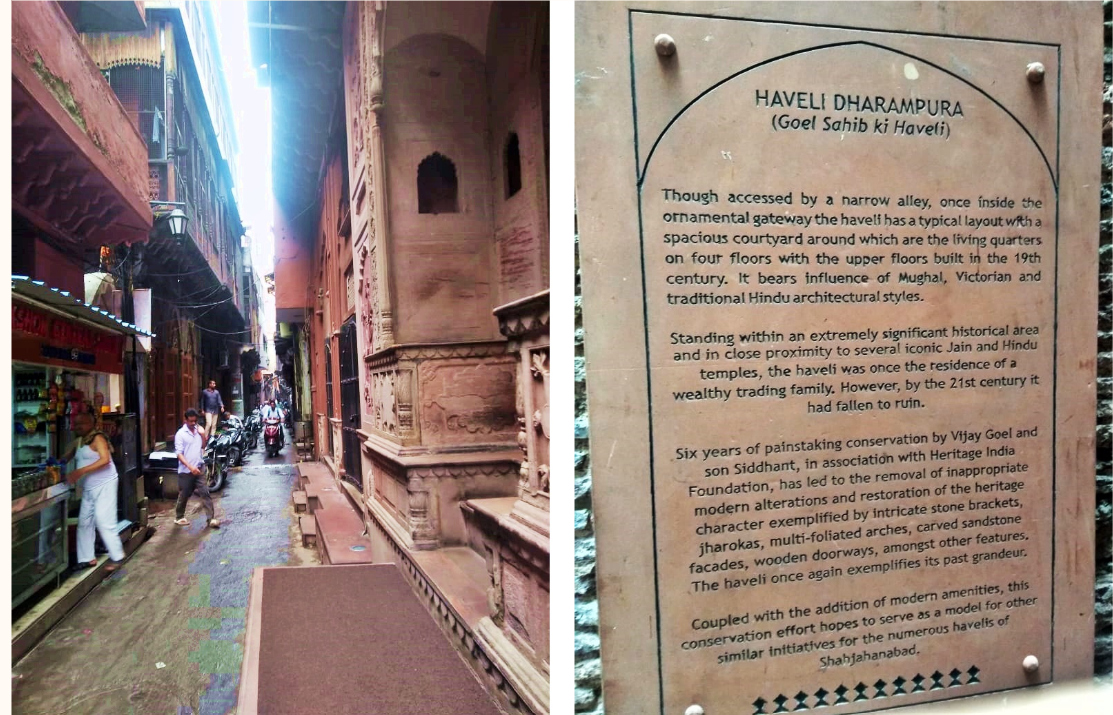 HAVELI DHARAMPURA
(Goel Sahib ki Haveli)
Though accessed by a narrow alley, once inside the
ornamental gateway the haveli has a typical layout with a
spacious courtyard around which are the living quarters
on four floors with the upper floors built in the 19th
century. It bears influence of Mughal, Victorian and
traditional Hindu architectural styles.
Standing within an extremely significant historical area
and in close proximity to several iconic Jain and Hindu
temples, the haveli was once the residence of a
wealthy trading family. However, by the 21st century it
had fallen to ruin.
Six years of painstaking conservation by Vijay Goel and
son Siddhant, in association with Heritage India
Foundation, has led to the removal of inappropriate
modern alterations and restoration of the heritage
character exemplified by intricate stone brackets,
jharokas, multi-foliated arches, carved sandstone
facades, wooden doorways, amongst other features.
The haveli once again exemplifies its past grandeur.
Coupled with the addition of modern amenities, this
conservation effort hopes to serve as a model for other
similar initiatives for the numerous havelis of
Shahjahanabad.